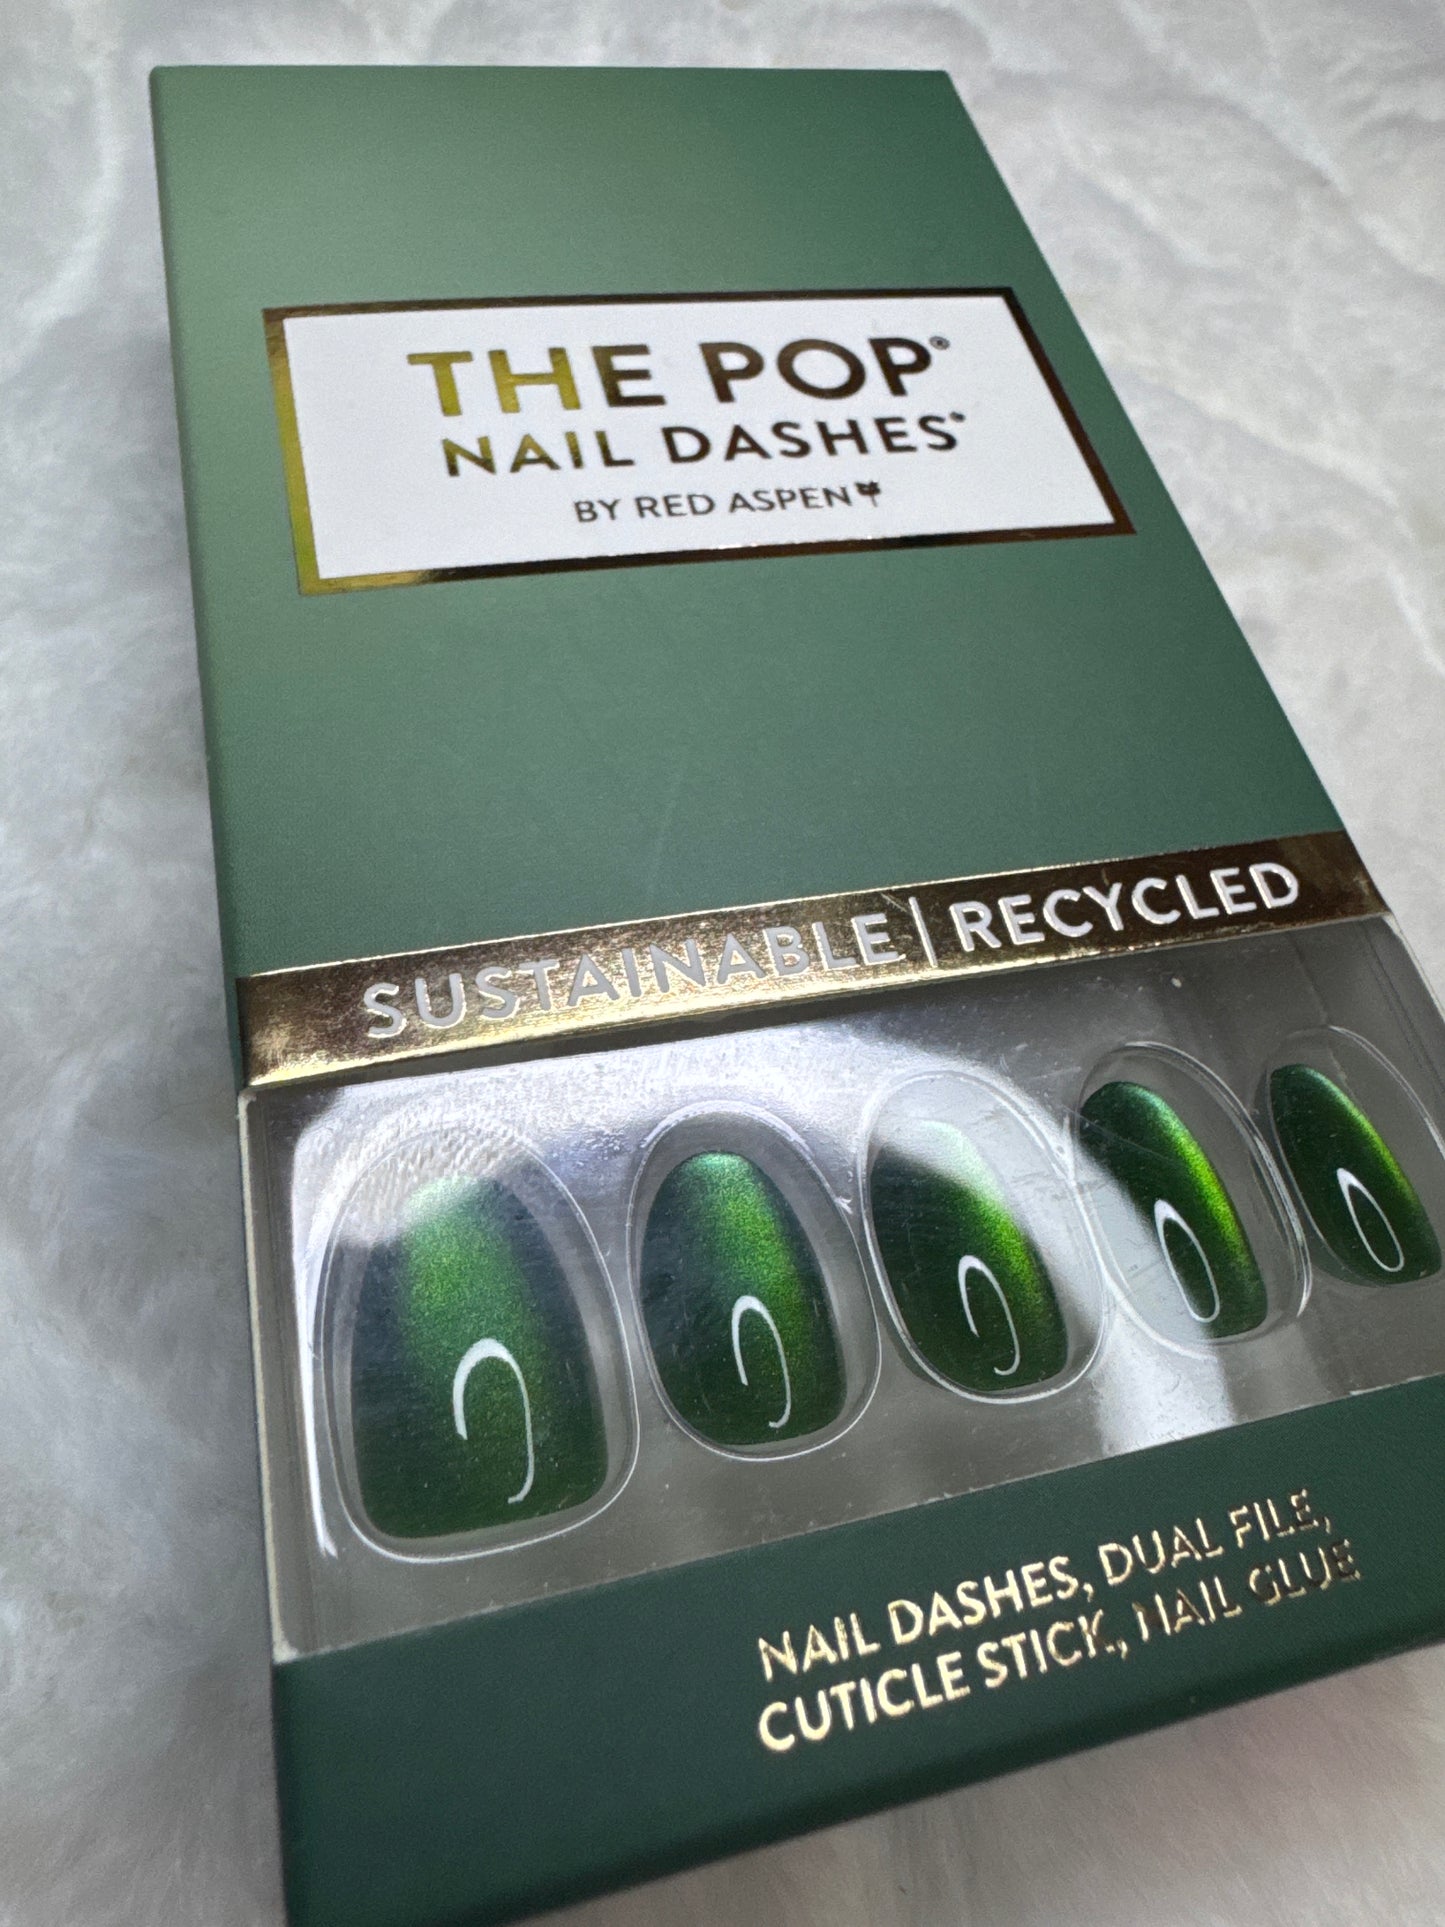 THE POP®
NAIL DASHES®
BY RED ASPEN
SUSTAINABLE | RECYCLED
NAIL DASHES, DUAL FILE,
CUTICLE STICK, NAIL GLUE